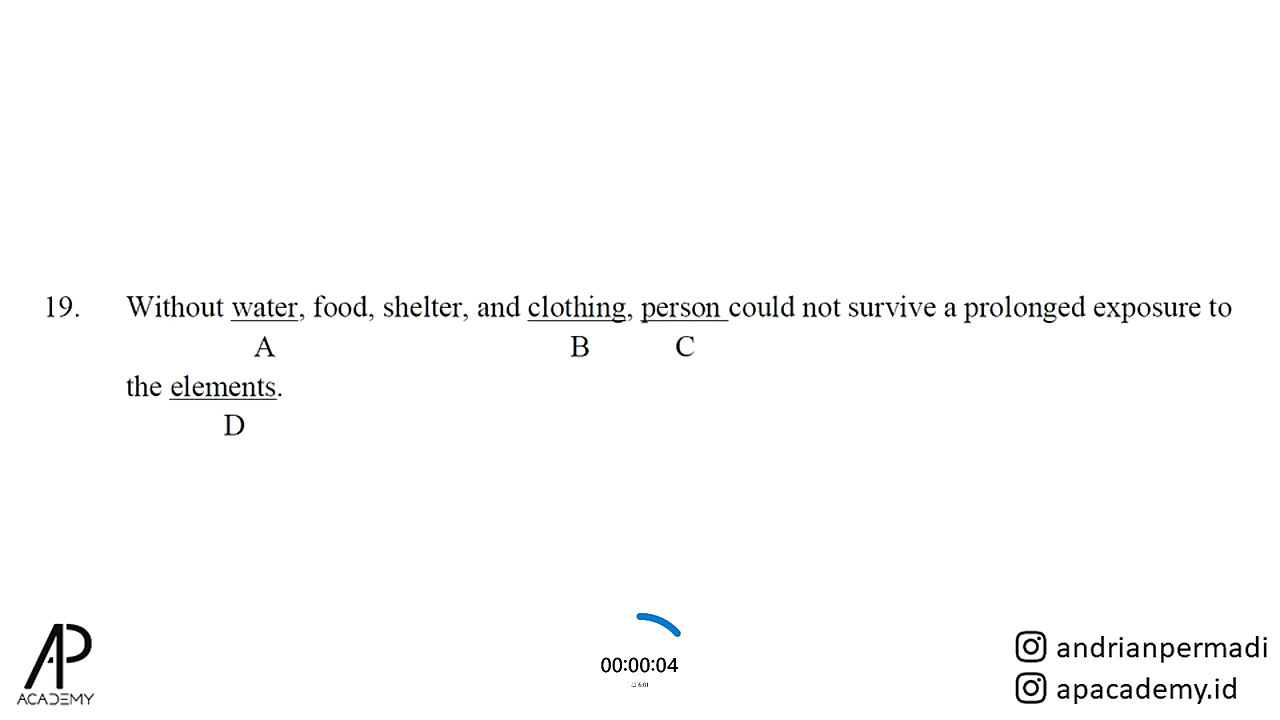 19. Without water, food, shelter, and clothing, person could not survive a prolonged exposure to
A B C
the elements.
D
AP
ACADEMY
00:00:04
andrianpermadi
apacademy.id